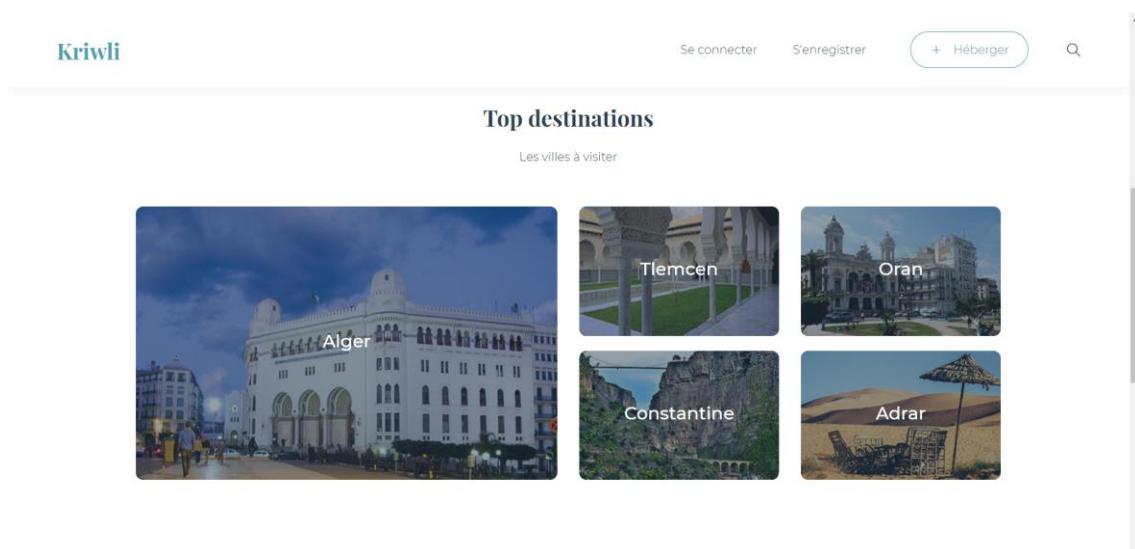 Kriwli
Se connecter
S'enregistrer
+ Héberger
Top destinations
Les villes à visiter
Alger
Tlemcen
Oran
Constantine
Adrar